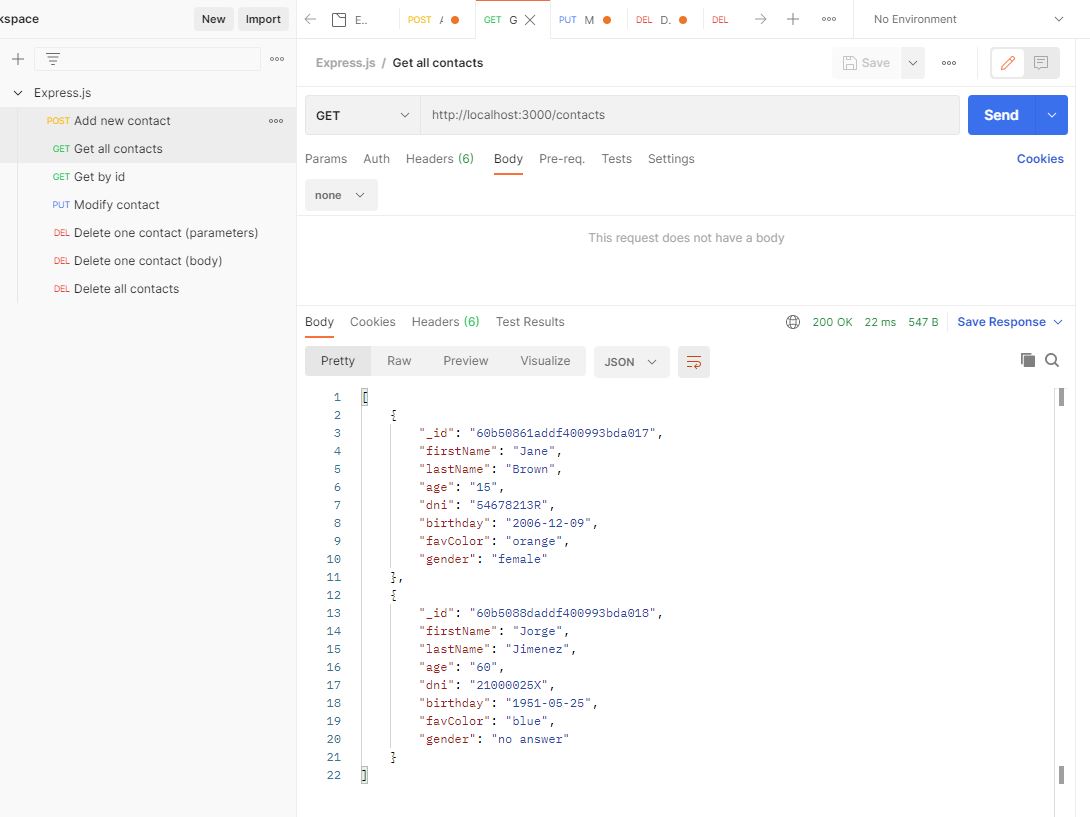 kspace New Import E.. POST GET G PUT M DEL D. DEL No Environment
Express.js / Get all contacts Save
Express.js
POST Add new contact
GET Get all contacts
GET Get by id
PUT Modify contact
DEL Delete one contact (parameters)
DEL Delete one contact (body)
DEL Delete all contacts
GET http://localhost:3000/contacts Send
Params Auth Headers (6) Body Pre-req. Tests Settings Cookies
none
This request does not have a body
Body Cookies Headers (6) Test Results 200 OK 22 ms 547 B Save Response
Pretty Raw Preview Visualize JSON
1 [
2 {
3 "_id": "60b50861addf400993bda017",
4 "firstName": "Jane",
5 "lastName": "Brown",
6 "age": "15",
7 "dni": "54678213R",
8 "birthday": "2006-12-09",
9 "favColor": "orange",
10 "gender": "female"
11 },
12 {
13 "_id": "60b5088daddf400993bda018",
14 "firstName": "Jorge",
15 "lastName": "Jimenez",
16 "age": "60",
17 "dni": "21000025X",
18 "birthday": "1951-05-25",
19 "favColor": "blue",
20 "gender": "no answer"
21 }
22 ]